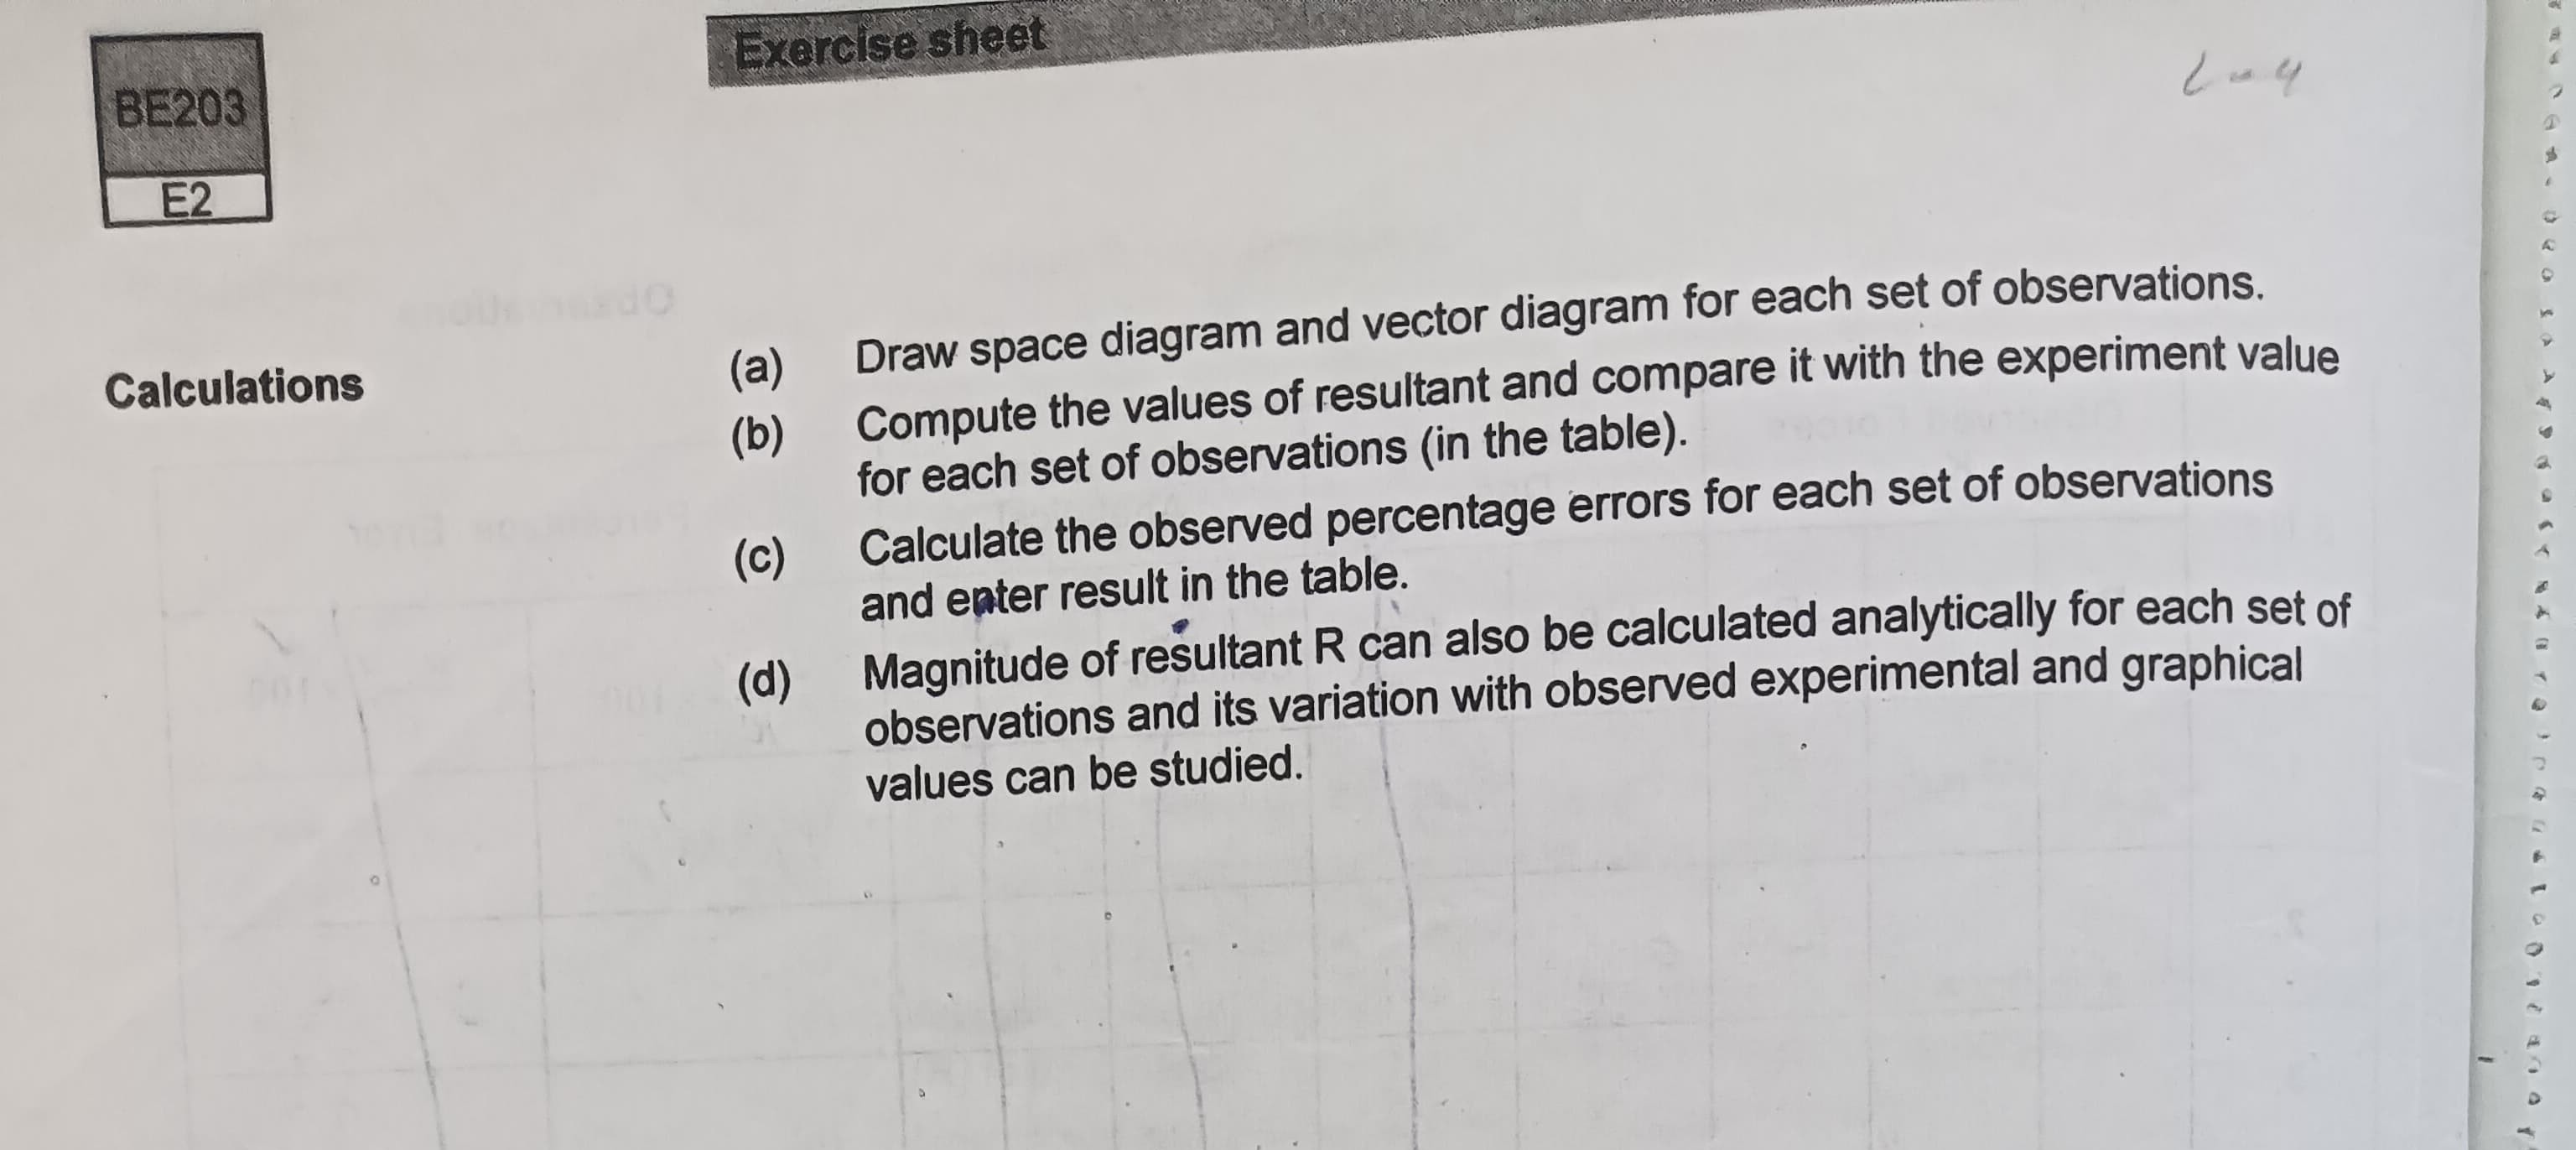 Exercise sheet
BE203
E2
Calculations
(a) Draw space diagram and vector diagram for each set of observations.
(b) Compute the values of resultant and compare it with the experiment value
for each set of observations (in the table).
(c) Calculate the observed percentage errors for each set of observations
and enter result in the table.
(d) Magnitude of resultant R can also be calculated analytically for each set of
observations and its variation with observed experimental and graphical
values can be studied.